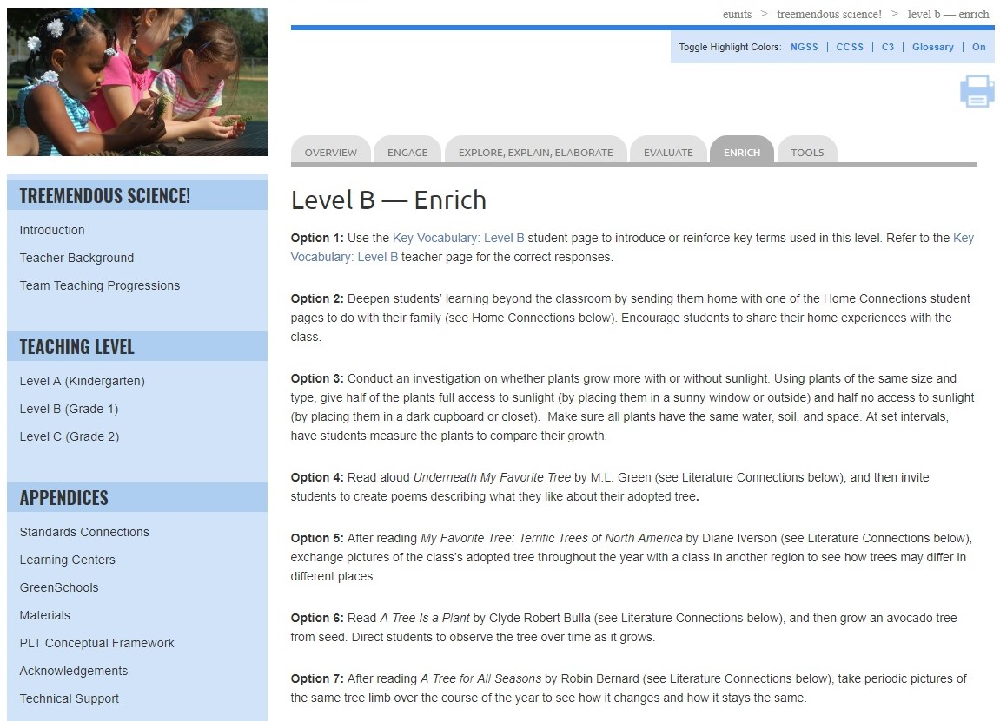 eunits > treemendous science! > level b — enrich
Toggle Highlight Colors: NGSS | CCSS | C3 | Glossary | On
OVERVIEW ENGAGE EXPLORE, EXPLAIN, ELABORATE EVALUATE ENRICH TOOLS
TREEMENDOUS SCIENCE!
Introduction
Teacher Background
Team Teaching Progressions
TEACHING LEVEL
Level A (Kindergarten)
Level B (Grade 1)
Level C (Grade 2)
APPENDICES
Standards Connections
Learning Centers
GreenSchools
Materials
PLT Conceptual Framework
Acknowledgements
Technical Support
Level B — Enrich
Option 1: Use the Key Vocabulary: Level B student page to introduce or reinforce key terms used in this level. Refer to the Key
Vocabulary: Level B teacher page for the correct responses.
Option 2: Deepen students’ learning beyond the classroom by sending them home with one of the Home Connections student
pages to do with their family (see Home Connections below). Encourage students to share their home experiences with the
class.
Option 3: Conduct an investigation on whether plants grow more with or without sunlight. Using plants of the same size and
type, give half of the plants full access to sunlight (by placing them in a sunny window or outside) and half no access to sunlight
(by placing them in a dark cupboard or closet).  Make sure all plants have the same water, soil, and space. At set intervals,
have students measure the plants to compare their growth.
Option 4: Read aloud Underneath My Favorite Tree by M.L. Green (see Literature Connections below), and then invite
students to create poems describing what they like about their adopted tree.
Option 5: After reading My Favorite Tree: Terrific Trees of North America by Diane Iverson (see Literature Connections below),
exchange pictures of the class’s adopted tree throughout the year with a class in another region to see how trees may differ in
different places.
Option 6: Read A Tree Is a Plant by Clyde Robert Bulla (see Literature Connections below), and then grow an avocado tree
from seed. Direct students to observe the tree over time as it grows.
Option 7: After reading A Tree for All Seasons by Robin Bernard (see Literature Connections below), take periodic pictures of
the same tree limb over the course of the year to see how it changes and how it stays the same.